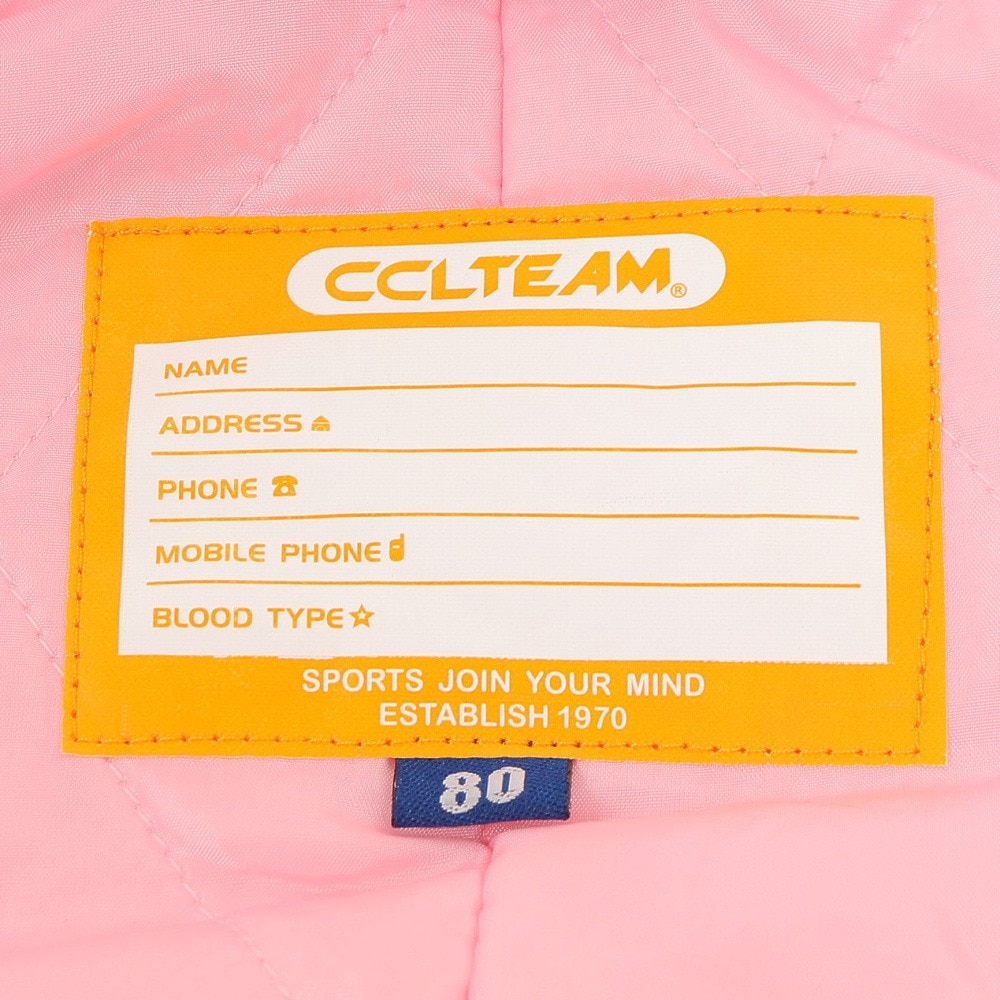 CCLTEAM®
NAME
ADDRESS
PHONE
MOBILE PHONE
BLOOD TYPE
SPORTS JOIN YOUR MIND
ESTABLISH 1970
80